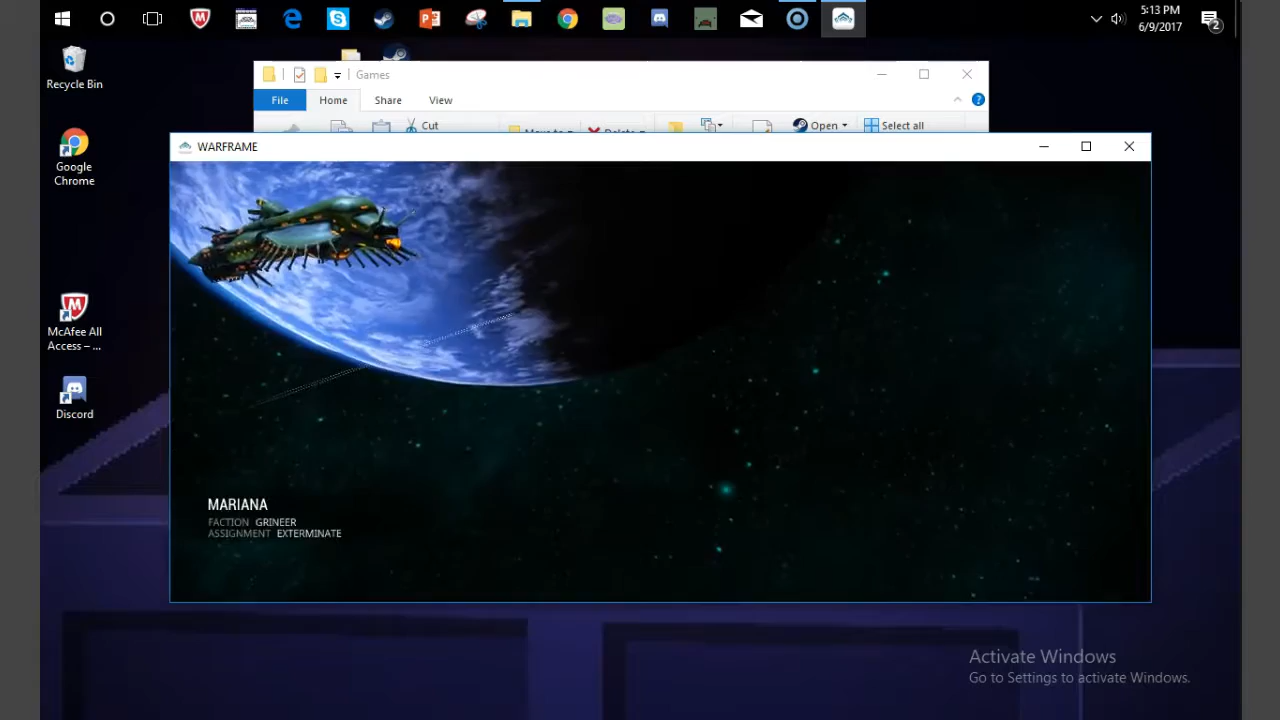 5:13 PM
6/9/2017
2
Recycle Bin
Games
File Home Share View
Cut
Open
Select all
Google
Chrome
WARFRAME
McAfee All
Access – ...
Discord
MARIANA
FACTION GRINEER
ASSIGNMENT EXTERMINATE
Activate Windows
Go to Settings to activate Windows.